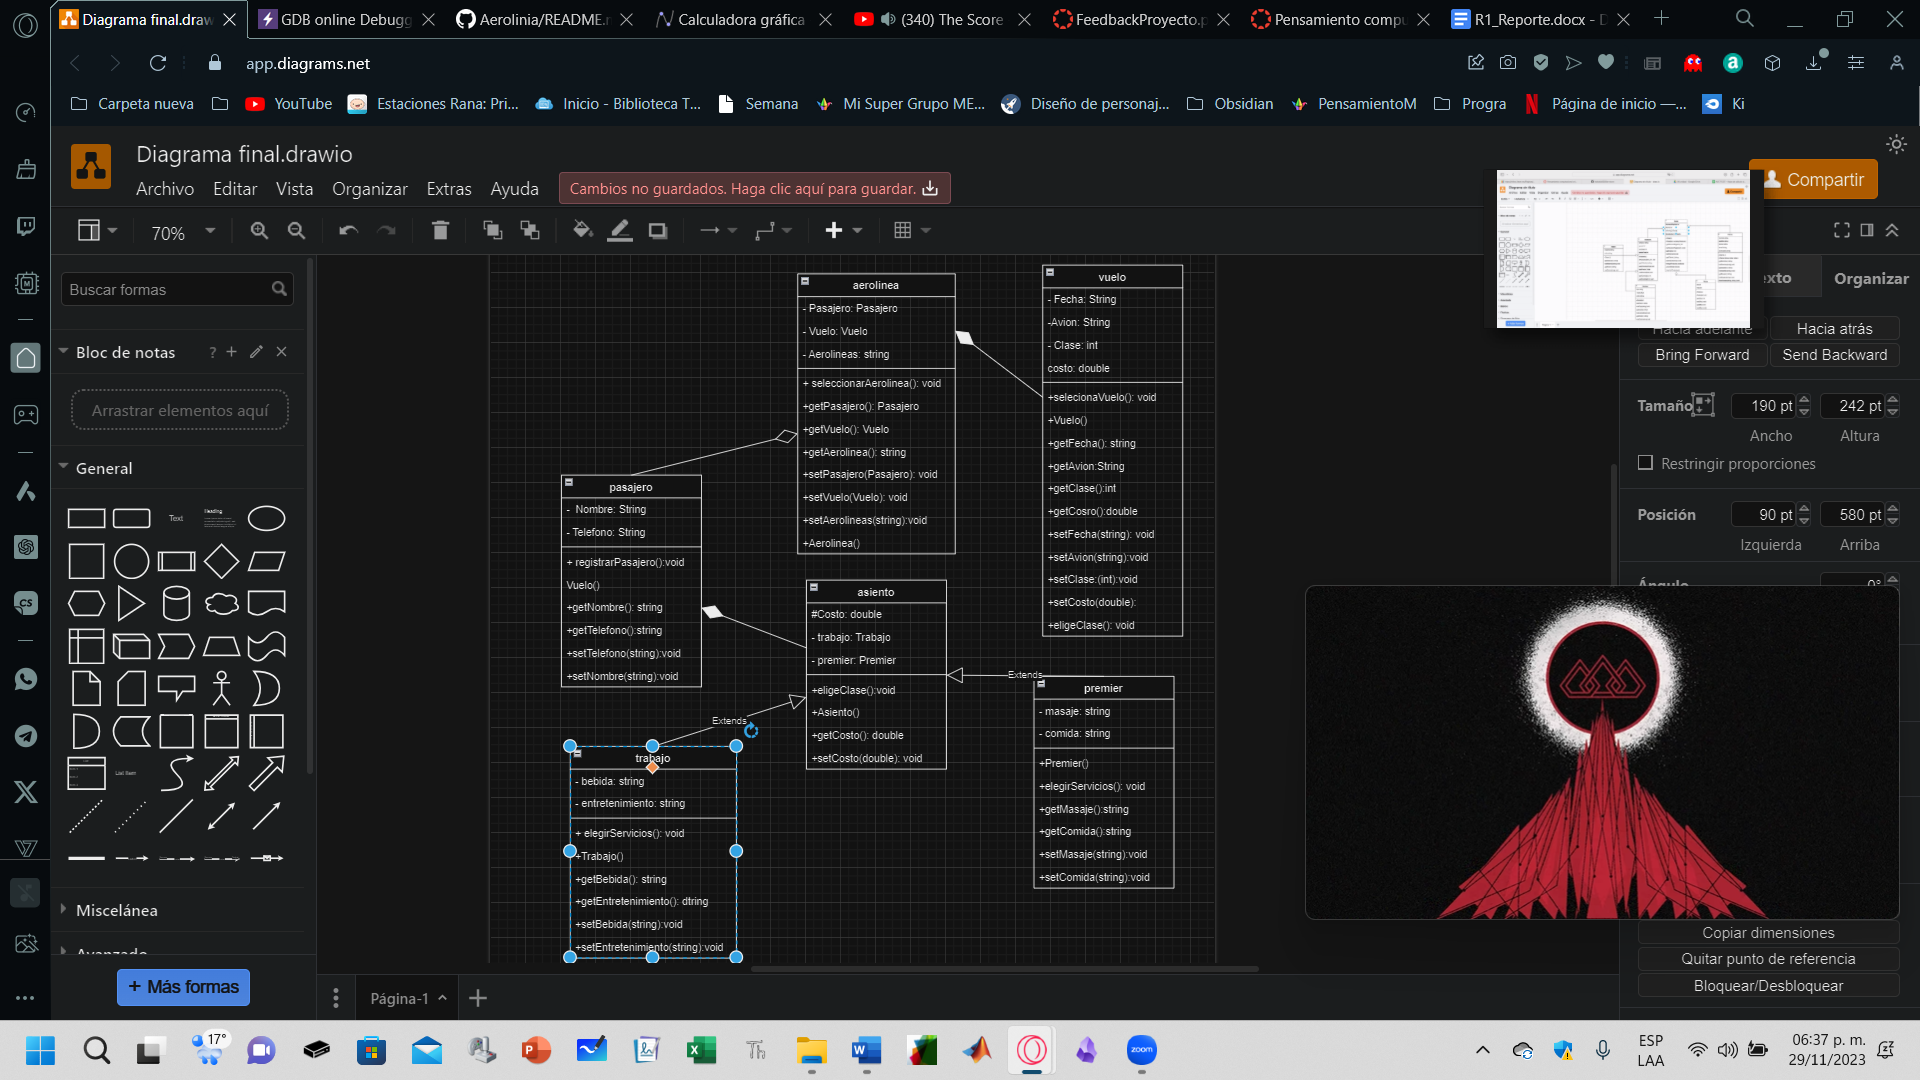 Diagrama final.draw
GDB online Debugg
Aerolinia/README.r
Calculadora gráfica
(340) The Score
FeedbackProyecto.p
Pensamiento compu
R1_Reporte.docx - D
app.diagrams.net
Carpeta nueva
YouTube
Estaciones Rana: Pri...
Inicio - Biblioteca T...
Semana
Mi Super Grupo ME...
Diseño de personaj...
Obsidian
PensamientoM
Progra
Página de inicio —...
Ki
Diagrama final.drawio
Archivo
Editar
Vista
Organizar
Extras
Ayuda
Cambios no guardados. Haga clic aquí para guardar.
Compartir
70%
Buscar formas
Bloc de notas
Arrastrar elementos aquí
General
Text
Heading
List Item
Miscelánea
Avanzado
+ Más formas
aerolinea
- Pasajero: Pasajero
- Vuelo: Vuelo
- Aerolineas: string
+ seleccionarAerolinea(): void
+getPasajero(): Pasajero
+getVuelo(): Vuelo
+getAerolinea(): string
+setPasajero(Pasajero): void
+setVuelo(Vuelo): void
+setAerolineas(string):void
+Aerolinea()
vuelo
- Fecha: String
-Avion: String
- Clase: int
costo: double
+selecionaVuelo(): void
+Vuelo()
+getFecha(): string
+getAvion:String
+getClase():int
+getCosro():double
+setFecha(string): void
+setAvion(string):void
+setClase:(int):void
+setCosto(double):
+eligeClase(): void
pasajero
- Nombre: String
- Telefono: String
+ registrarPasajero():void
Vuelo()
+getNombre(): string
+getTelefono():string
+setTelefono(string):void
+setNombre(string):void
asiento
#Costo: double
- trabajo: Trabajo
- premier: Premier
+eligeClase():void
+Asiento()
+getCosto(): double
+setCosto(double): void
Extends
premier
- masaje: string
- comida: string
+Premier()
+elegirServicios(): void
+getMasaje():string
+getComida():string
+setMasaje(string):void
+setComida(string):void
Extends
trabajo
- bebida: string
- entretenimiento: string
+ elegirServicios(): void
+Trabajo()
+getBebida(): string
+getEntretenimiento(): dtring
+setBebida(string):void
+setEntretenimiento(string):void
Página-1
exto
Organizar
Hacia adelante
Hacia atrás
Bring Forward
Send Backward
Tamaño
190 pt
242 pt
Ancho
Altura
Restringir proporciones
Posición
90 pt
580 pt
Izquierda
Arriba
Ángulo
0°
Copiar dimensiones
Quitar punto de referencia
Bloquear/Desbloquear
17°
zoom
ESP
LAA
06:37 p. m.
29/11/2023